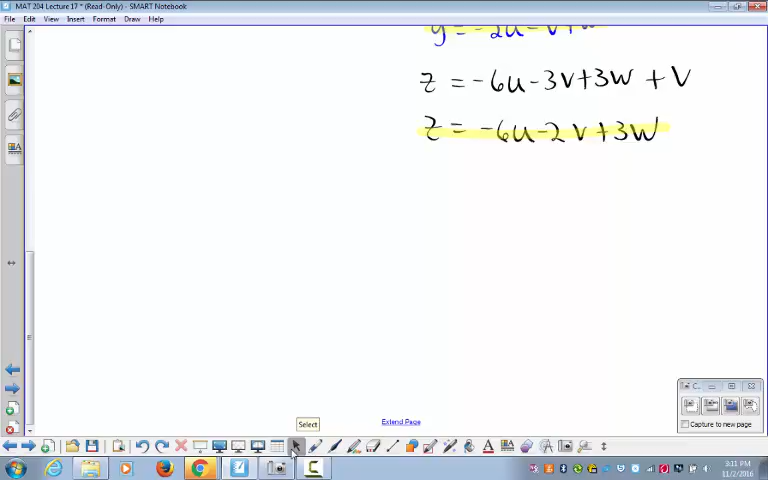 MAT 204 Lecture 17 * (Read-Only) - SMART Notebook
File Edit View Insert Format Draw Help
y = -2u - v + w
z = -6u - 3v + 3w + v
z = -6u - 2v + 3w
C..
Capture to new page
Select
Extend Page
3:11 PM
11/2/2016